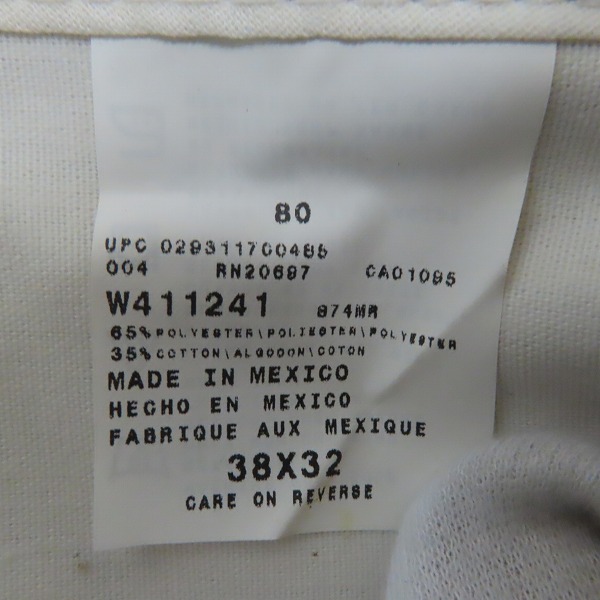 80
UPC 029311700485
004 RN20697 CA01095
W411241 874MR
65% POLYESTER\POLIESTER\POLYESTER
35% COTTON\ALGODON\COTON
MADE IN MEXICO
HECHO EN MEXICO
FABRIQUE AUX MEXIQUE
38X32
CARE ON REVERSE